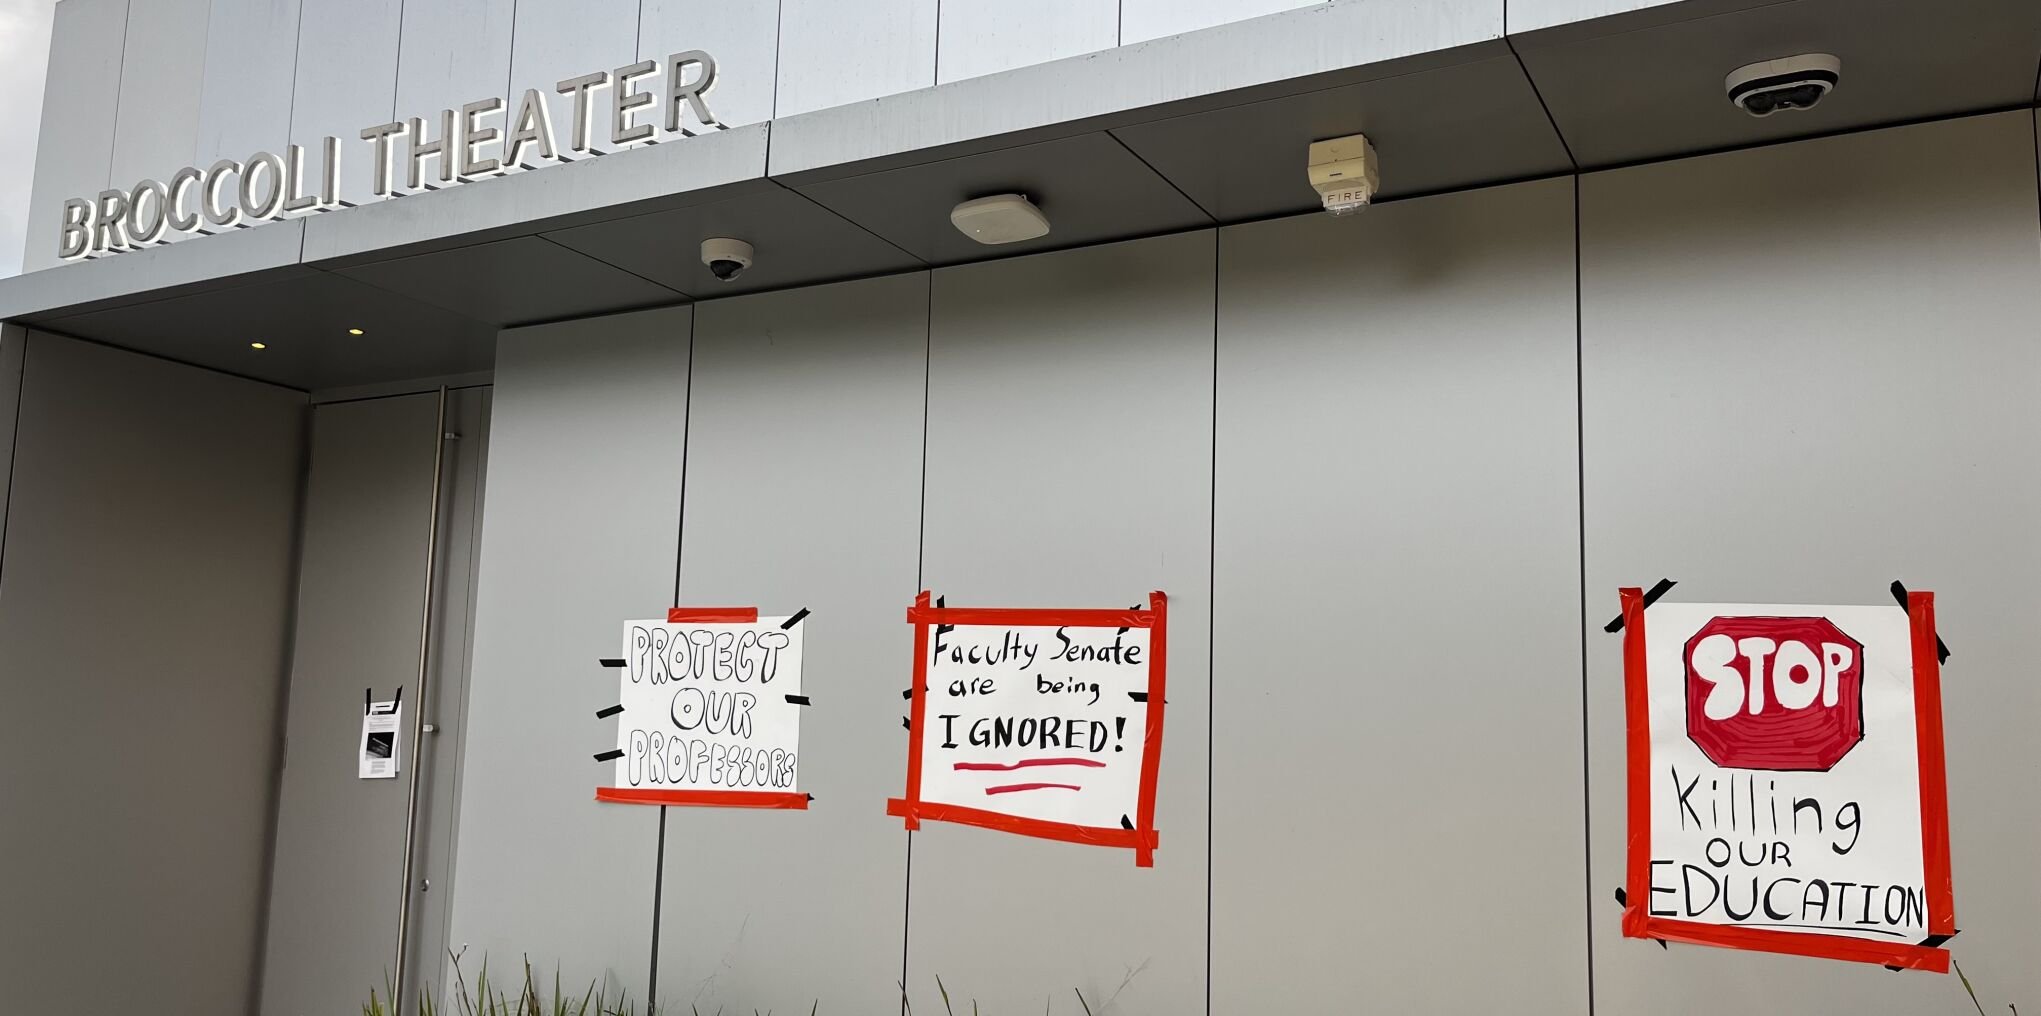 BROCCOLI THEATER
FIRE
PROTECT
OUR
PROFESSORS
Faculty Senate
are being
IGNORED!
STOP
Killing
OUR
EDUCATION